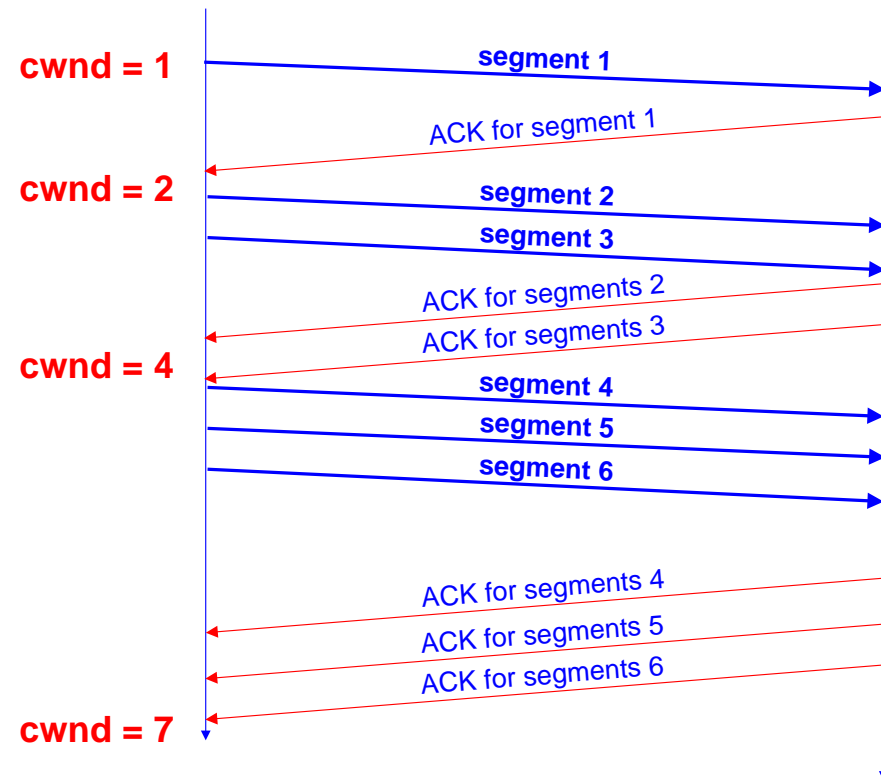 cwnd = 1
segment 1
ACK for segment 1
cwnd = 2
segment 2
segment 3
ACK for segments 2
ACK for segments 3
cwnd = 4
segment 4
segment 5
segment 6
ACK for segments 4
ACK for segments 5
ACK for segments 6
cwnd = 7